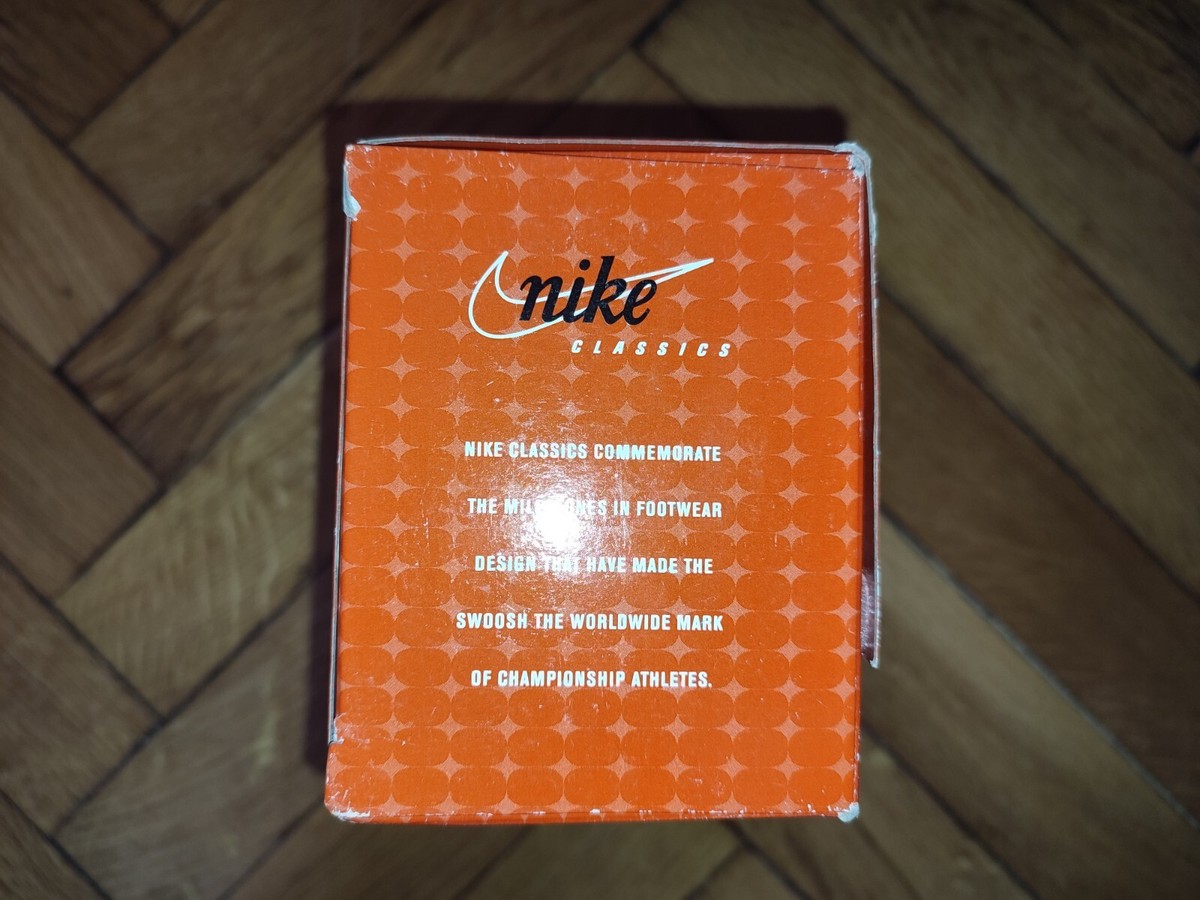 nike
CLASSICS
NIKE CLASSICS COMMEMORATE
THE MILESTONES IN FOOTWEAR
DESIGN THAT HAVE MADE THE
SWOOSH THE WORLDWIDE MARK
OF CHAMPIONSHIP ATHLETES.